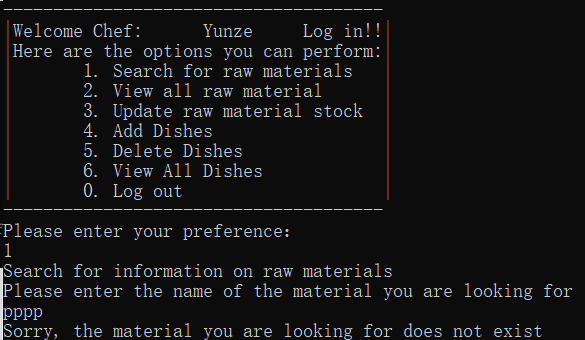 --------------------------------------
Welcome Chef:      Yunze     Log in!!
Here are the options you can perform:
1. Search for raw materials
2. View all raw material
3. Update raw material stock
4. Add Dishes
5. Delete Dishes
6. View All Dishes
0. Log out
--------------------------------------
Please enter your preference:
1
Search for information on raw materials
Please enter the name of the material you are looking for
pppp
Sorry, the material you are looking for does not exist